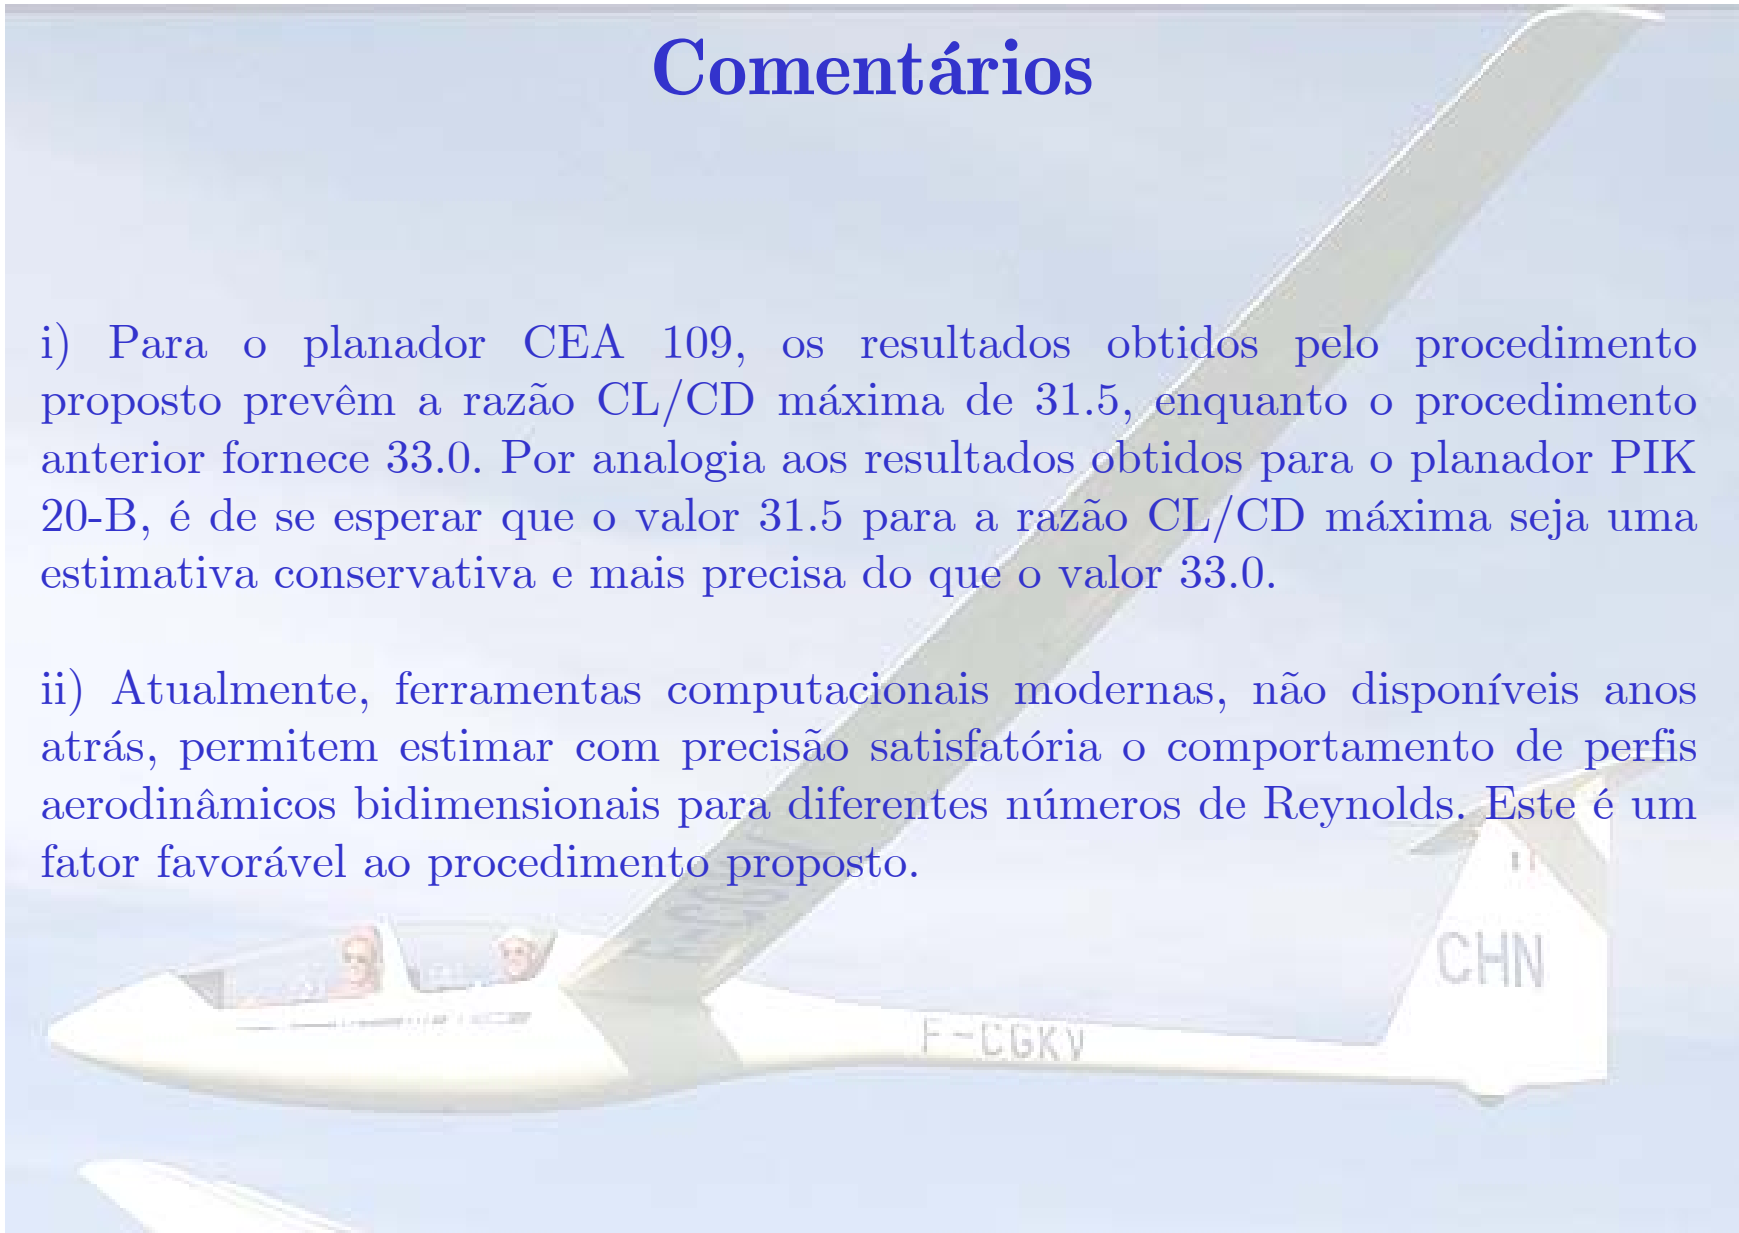 Comentários
i) Para o planador CEA 109, os resultados obtidos pelo procedimento
proposto prevêm a razão CL/CD máxima de 31.5, enquanto o procedimento
anterior fornece 33.0. Por analogia aos resultados obtidos para o planador PIK
20-B, é de se esperar que o valor 31.5 para a razão CL/CD máxima seja uma
estimativa conservativa e mais precisa do que o valor 33.0.
ii) Atualmente, ferramentas computacionais modernas, não disponíveis anos
atrás, permitem estimar com precisão satisfatória o comportamento de perfis
aerodinâmicos bidimensionais para diferentes números de Reynolds. Este é um
fator favorável ao procedimento proposto.
CHN
F-CGKV